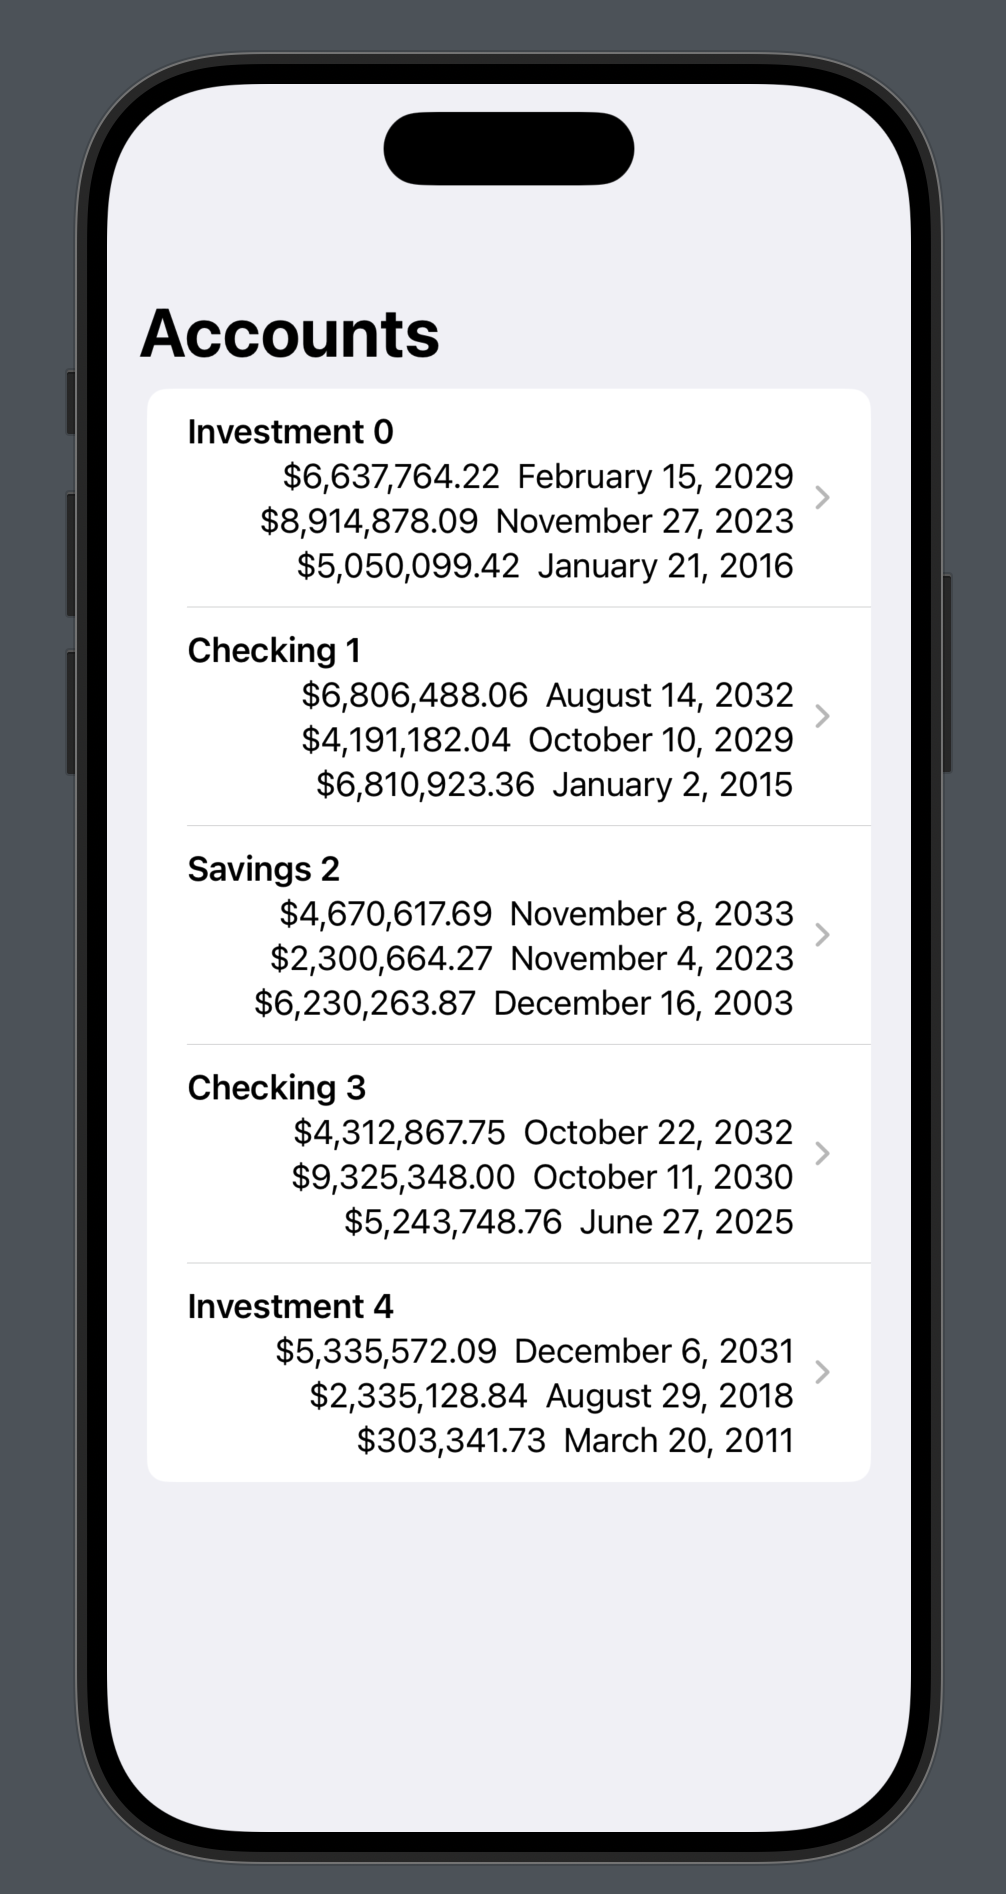 Accounts
Investment 0
$6,637,764.22 February 15, 2029
$8,914,878.09 November 27, 2023
$5,050,099.42 January 21, 2016
Checking 1
$6,806,488.06 August 14, 2032
$4,191,182.04 October 10, 2029
$6,810,923.36 January 2, 2015
Savings 2
$4,670,617.69 November 8, 2033
$2,300,664.27 November 4, 2023
$6,230,263.87 December 16, 2003
Checking 3
$4,312,867.75 October 22, 2032
$9,325,348.00 October 11, 2030
$5,243,748.76 June 27, 2025
Investment 4
$5,335,572.09 December 6, 2031
$2,335,128.84 August 29, 2018
$303,341.73 March 20, 2011